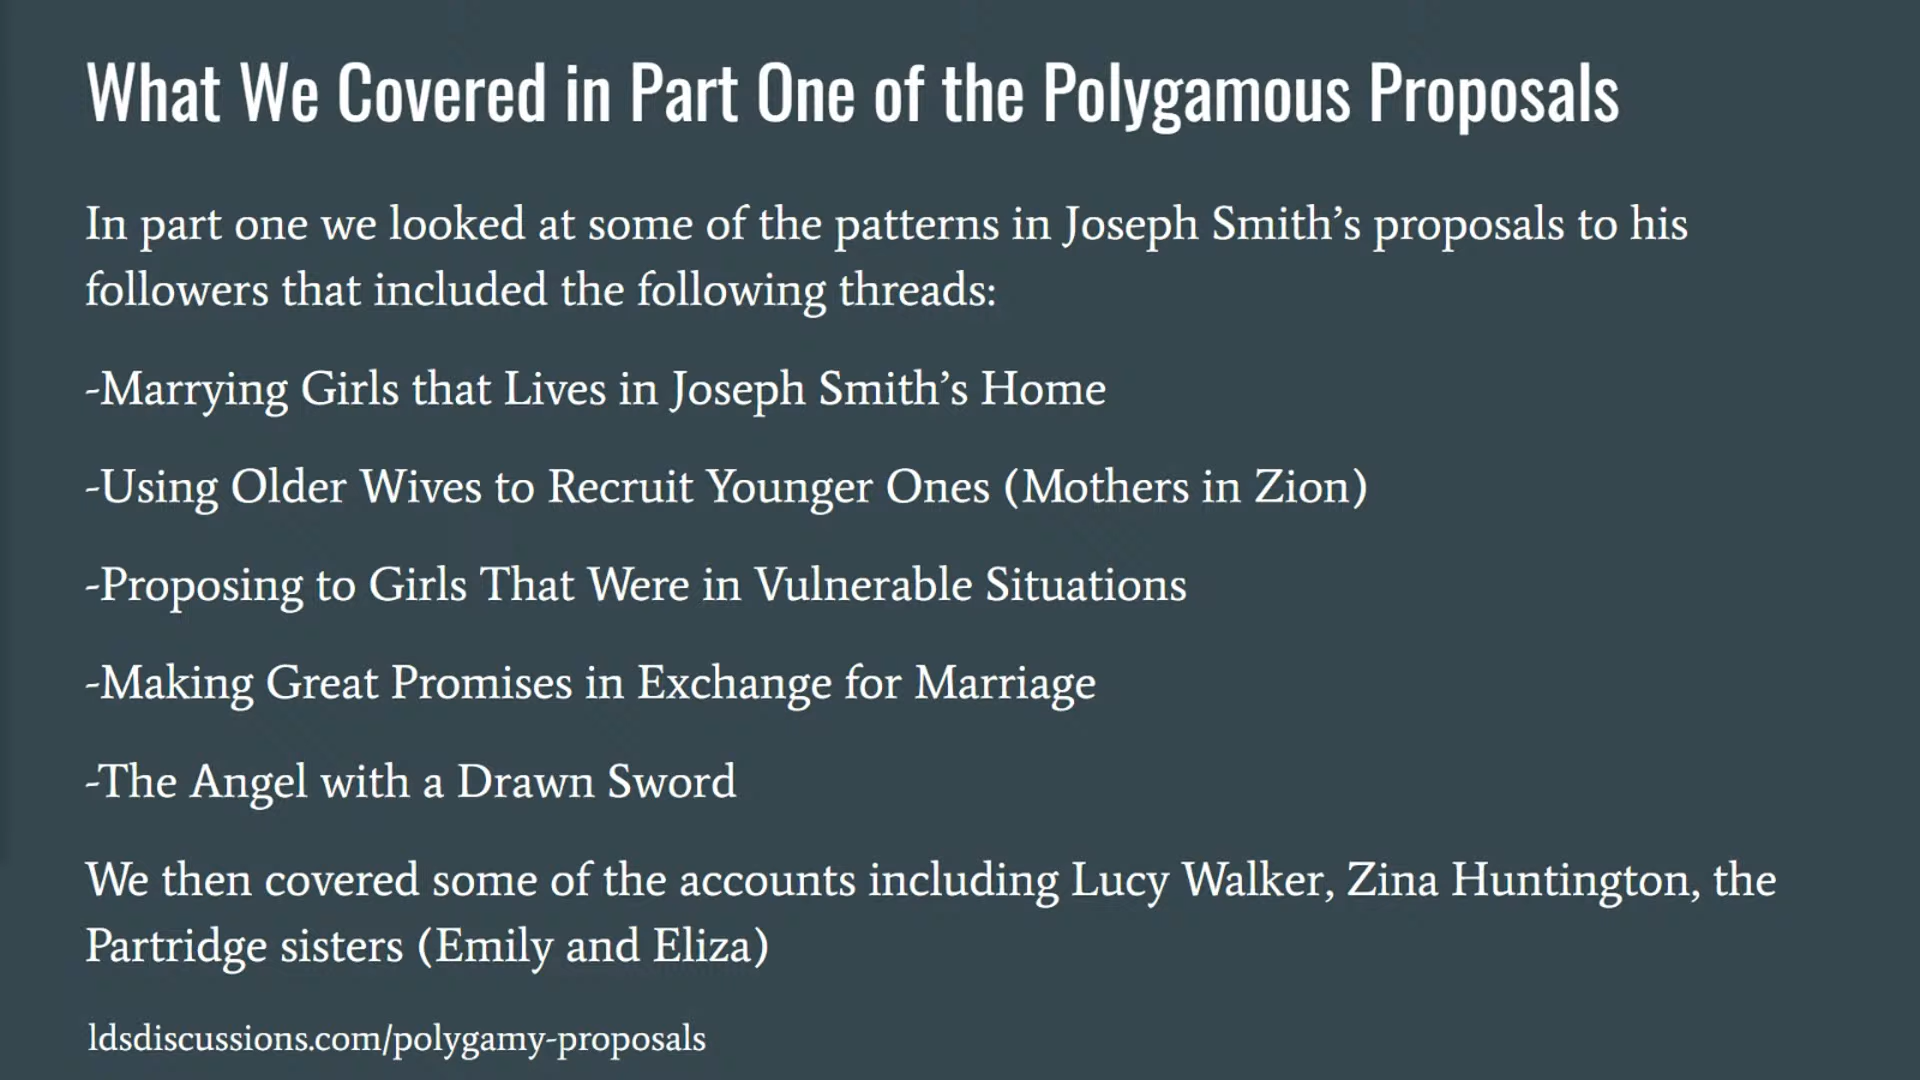 What We Covered in Part One of the Polygamous Proposals
In part one we looked at some of the patterns in Joseph Smith’s proposals to his
followers that included the following threads:
-Marrying Girls that Lives in Joseph Smith’s Home
-Using Older Wives to Recruit Younger Ones (Mothers in Zion)
-Proposing to Girls That Were in Vulnerable Situations
-Making Great Promises in Exchange for Marriage
-The Angel with a Drawn Sword
We then covered some of the accounts including Lucy Walker, Zina Huntington, the
Partridge sisters (Emily and Eliza)
ldsdiscussions.com/polygamy-proposals